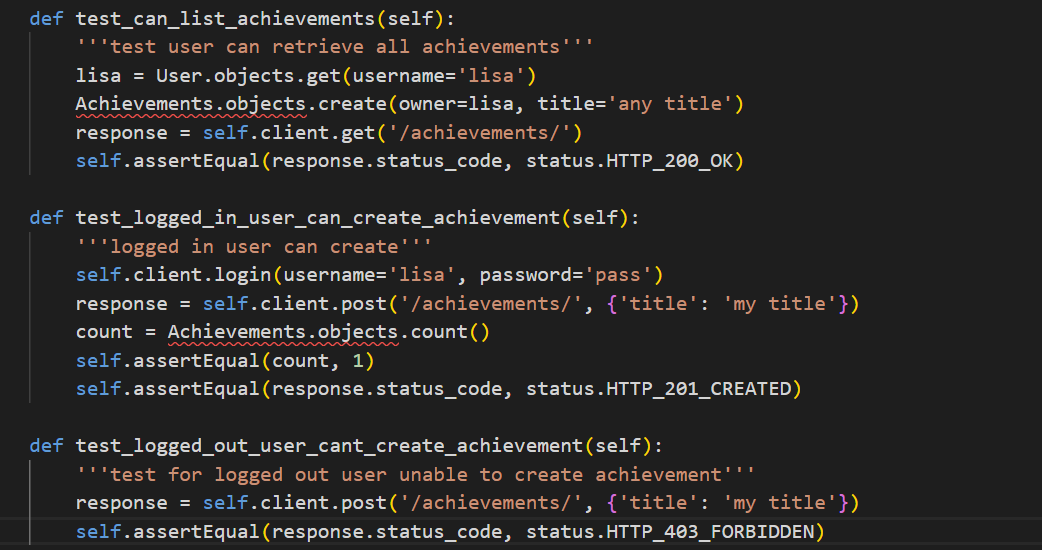 def test_can_list_achievements(self):
    '''test user can retrieve all achievements'''
    lisa = User.objects.get(username='lisa')
    Achievements.objects.create(owner=lisa, title='any title')
    response = self.client.get('/achievements/')
    self.assertEqual(response.status_code, status.HTTP_200_OK)

def test_logged_in_user_can_create_achievement(self):
    '''logged in user can create'''
    self.client.login(username='lisa', password='pass')
    response = self.client.post('/achievements/', {'title': 'my title'})
    count = Achievements.objects.count()
    self.assertEqual(count, 1)
    self.assertEqual(response.status_code, status.HTTP_201_CREATED)

def test_logged_out_user_cant_create_achievement(self):
    '''test for logged out user unable to create achievement'''
    response = self.client.post('/achievements/', {'title': 'my title'})
    self.assertEqual(response.status_code, status.HTTP_403_FORBIDDEN)